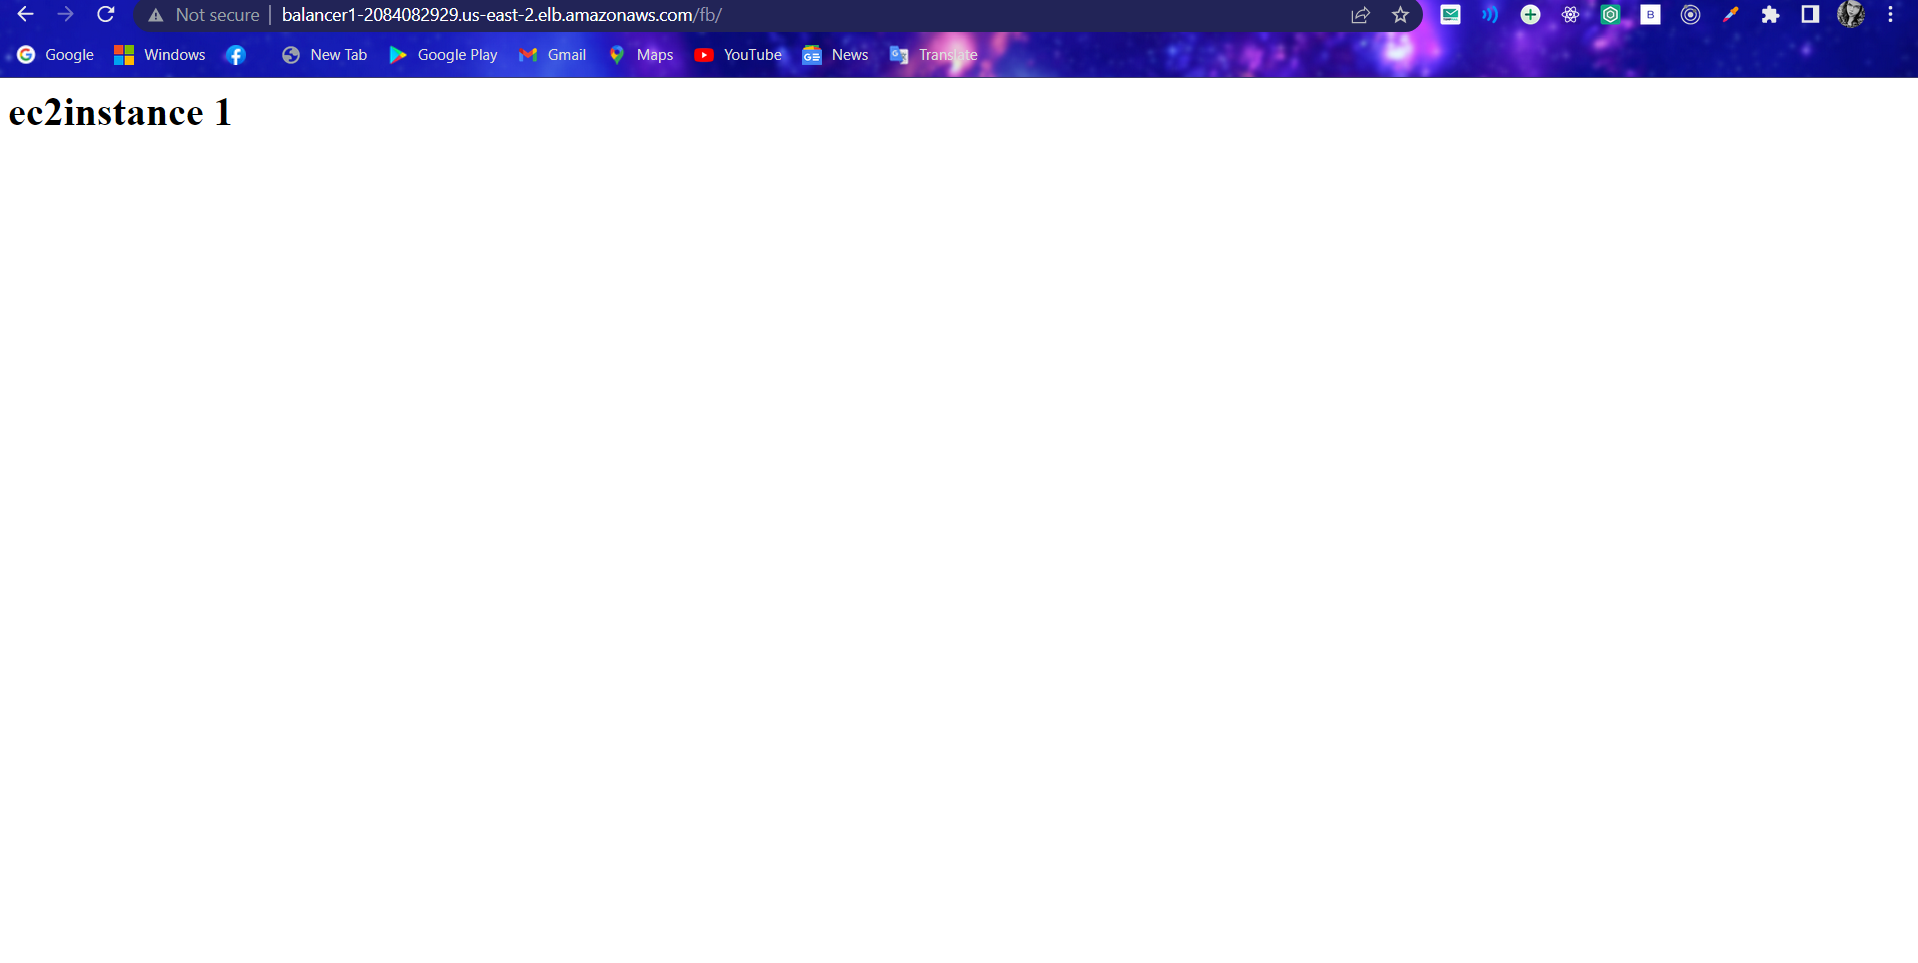 Not secure | balancer1-2084082929.us-east-2.elb.amazonaws.com/fb/
B
Google Windows New Tab Google Play Gmail Maps YouTube GE News G Translate
ec2instance 1